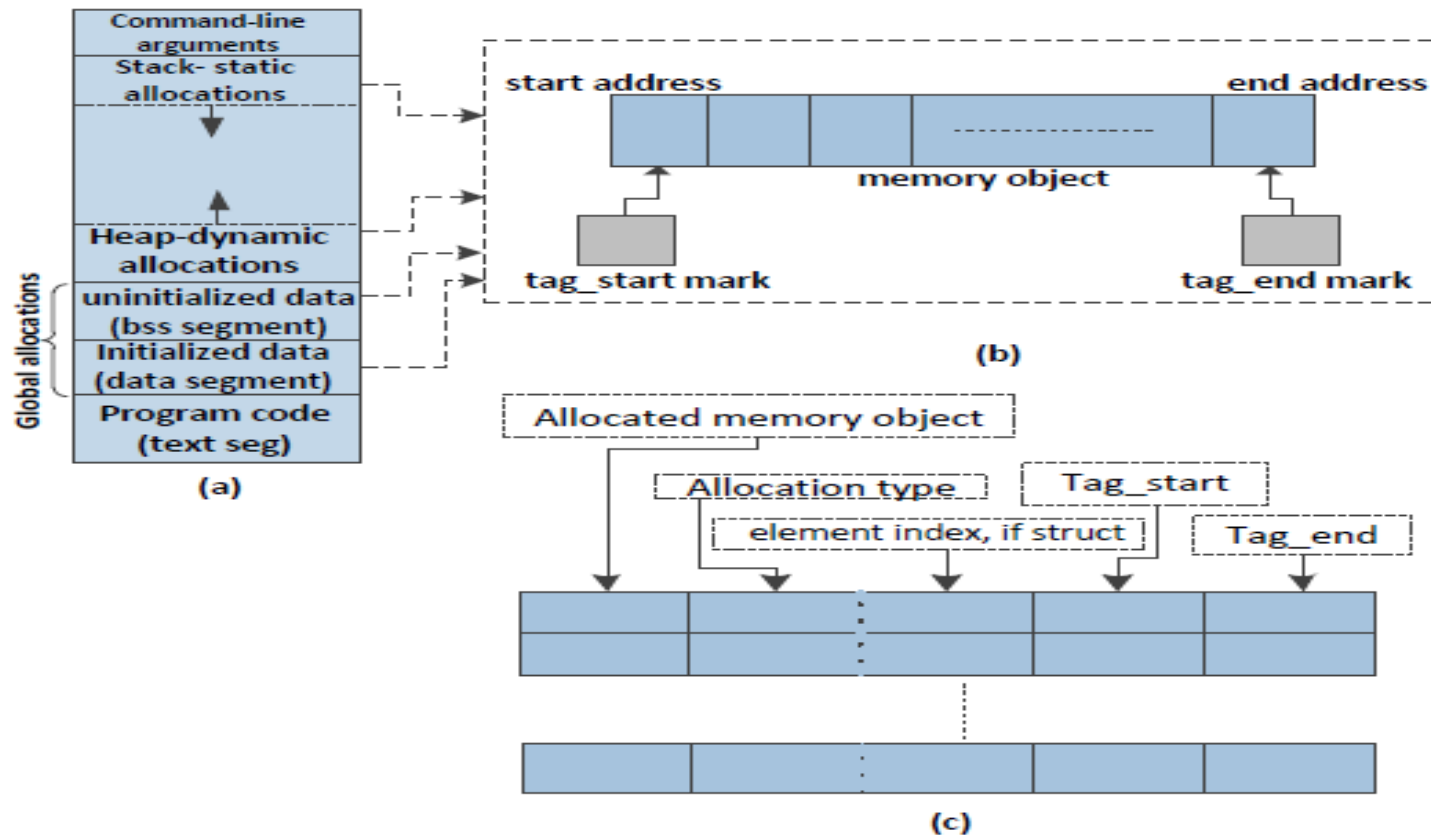 Command-line
arguments
Stack- static
allocations
Heap-dynamic
allocations
Global allocations
uninitialized data
(bss segment)
Initialized data
(data segment)
Program code
(text seg)
(a)
start address
end address
memory object
tag_start mark
tag_end mark
(b)
Allocated memory object
Allocation type
Tag_start
element index, if struct
Tag_end
(c)